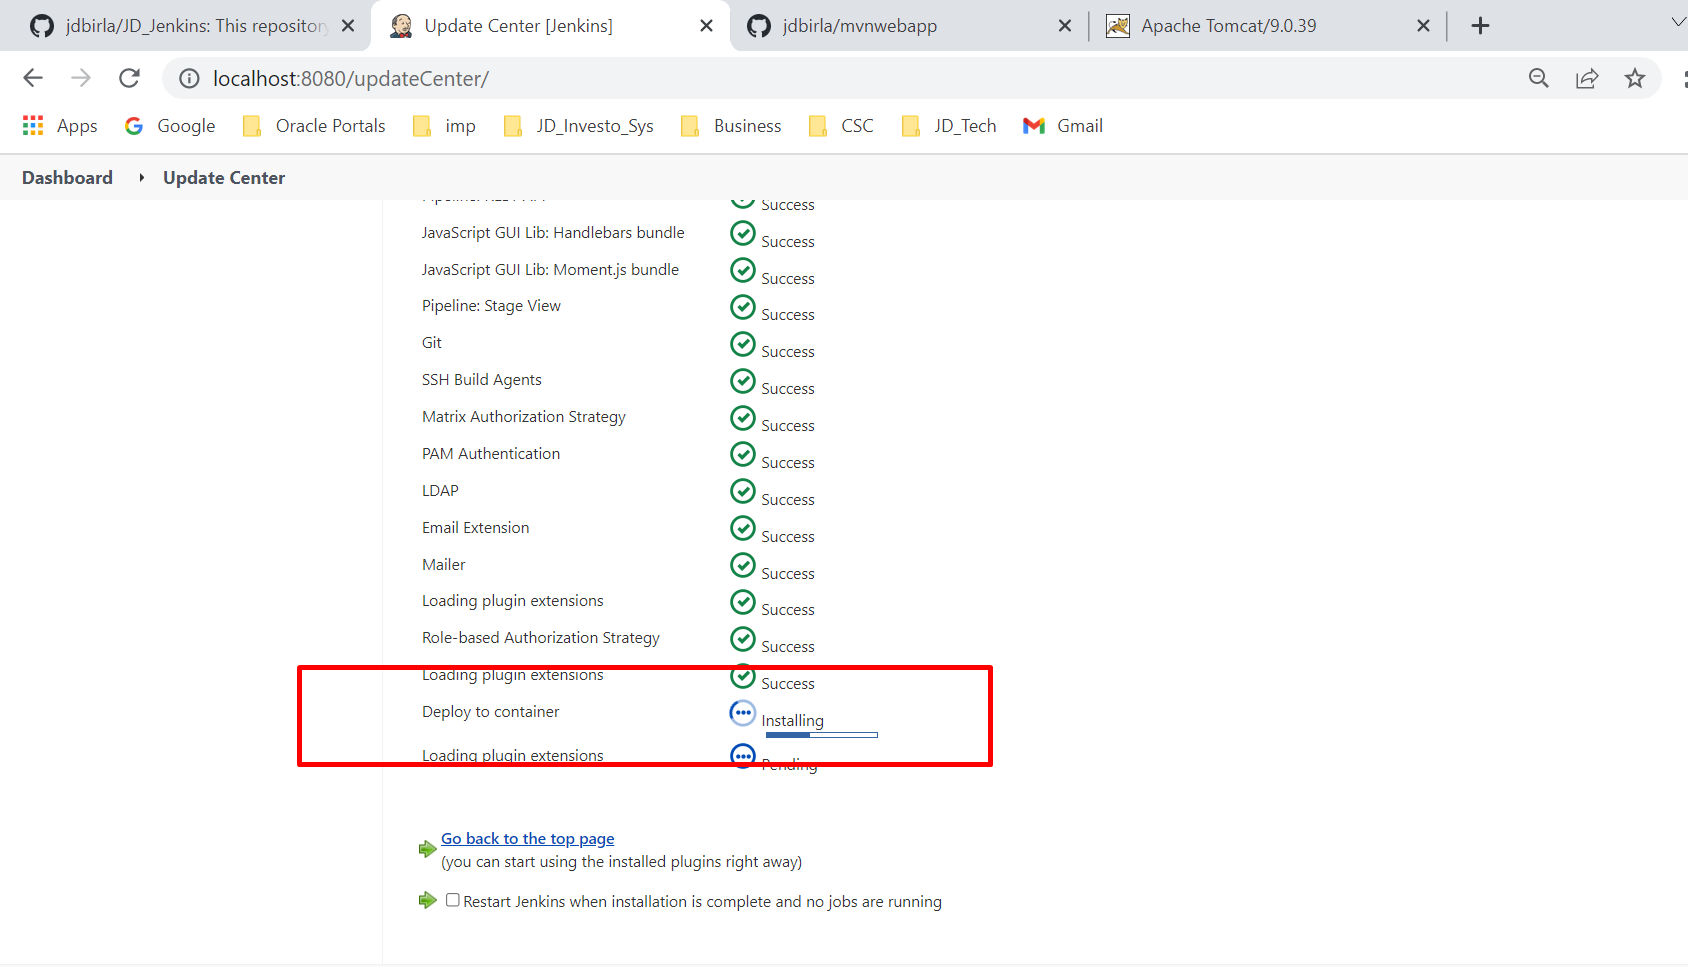 jdbirla/JD_Jenkins: This repository
Update Center [Jenkins]
jdbirla/mvnwebapp
Apache Tomcat/9.0.39
localhost:8080/updateCenter/
Apps
Google
Oracle Portals
imp
JD_Investo_Sys
Business
CSC
JD_Tech
Gmail
Dashboard
Update Center
Success
JavaScript GUI Lib: Handlebars bundle Success
JavaScript GUI Lib: Moment.js bundle Success
Pipeline: Stage View Success
Git Success
SSH Build Agents Success
Matrix Authorization Strategy Success
PAM Authentication Success
LDAP Success
Email Extension Success
Mailer Success
Loading plugin extensions Success
Role-based Authorization Strategy Success
Loading plugin extensions Success
Deploy to container Installing
Loading plugin extensions Pending
Go back to the top page
(you can start using the installed plugins right away)
Restart Jenkins when installation is complete and no jobs are running